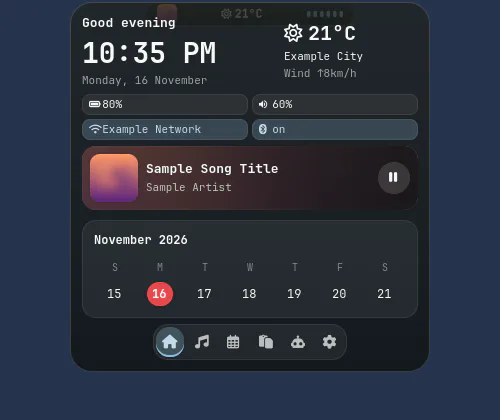 21°C
Good evening
10:35 PM
Monday, 16 November
21°C
Example City
Wind ↑8km/h
80%
60%
Example Network
on
Sample Song Title
Sample Artist
November 2026
S M T W T F S
15 16 17 18 19 20 21